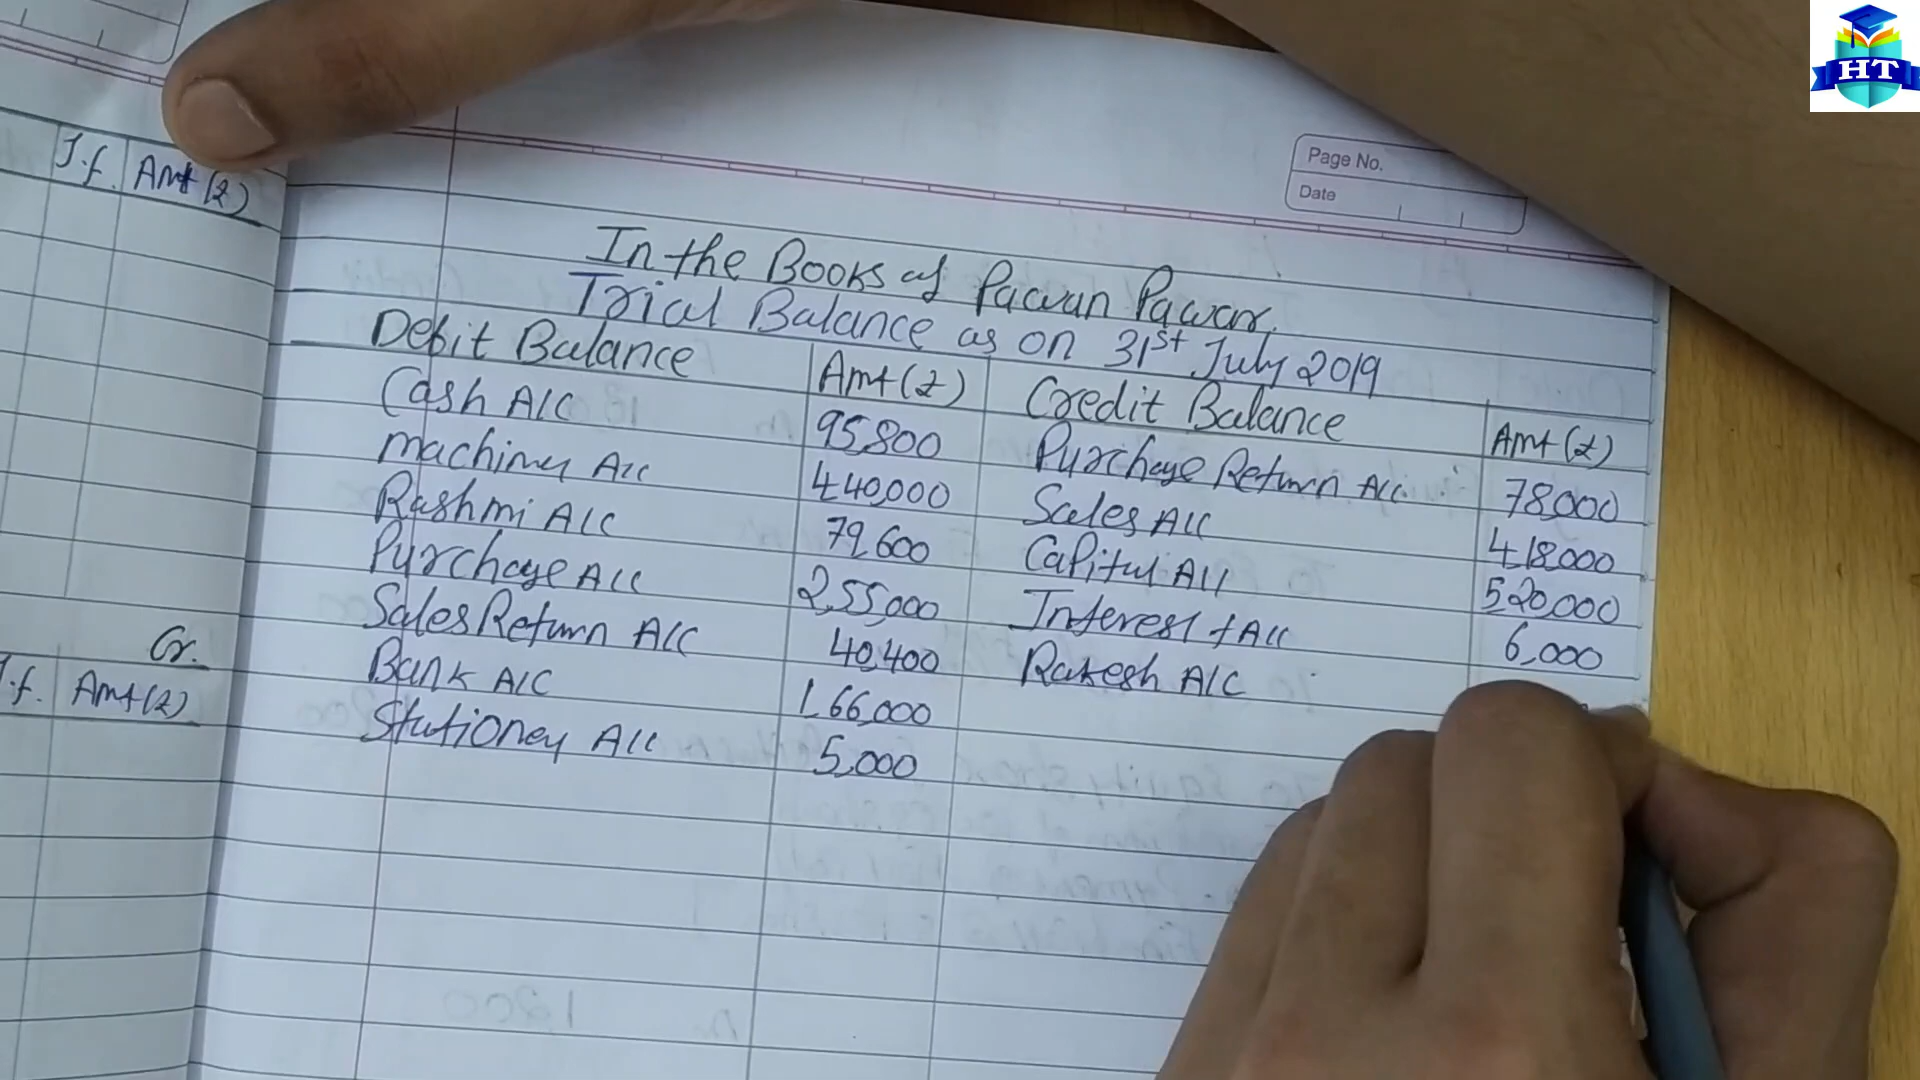 HT
Page No.
Date
J.f. Amt (₹)
In the Books of Pawan Pawar.
Trial Balance as on 31st July 2019
Debit Balance Amt (₹) Credit Balance Amt (₹)
Cash A/C 95,800 Purchase Return A/c. 78,000
Machinery A/c 4,40,000 Sales A/C 4,18,000
Rashmi A/C 79,600 Capital A/c 5,20,000
Purchase A/c 2,55,000 Interest A/c 6,000
Sales Return A/C 40,400 Rakesh A/C
Bank A/C 1,66,000
Stationey A/c 5,000
Cr.
J.f. Amt (₹)